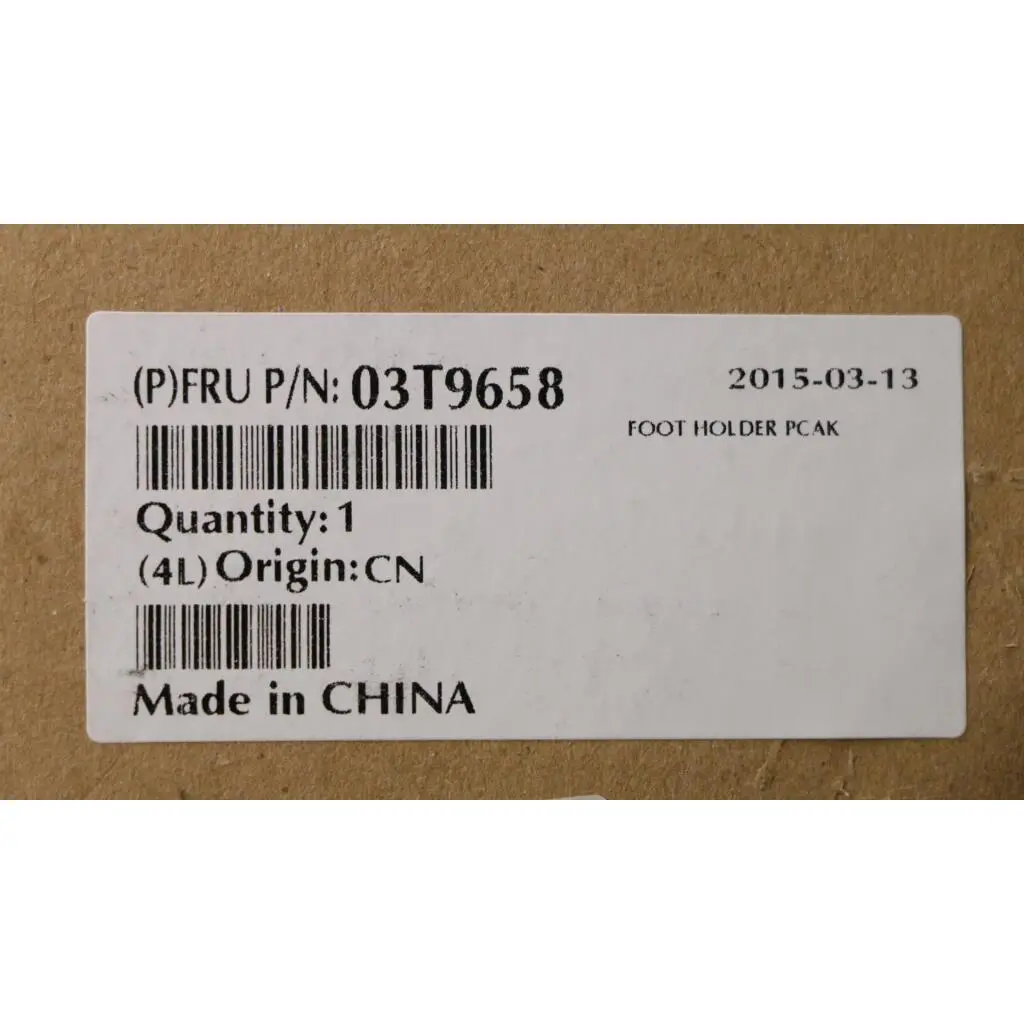 (P)FRU P/N: 03T9658
2015-03-13
FOOT HOLDER PCAK
Quantity: 1
(4L) Origin: CN
Made in CHINA